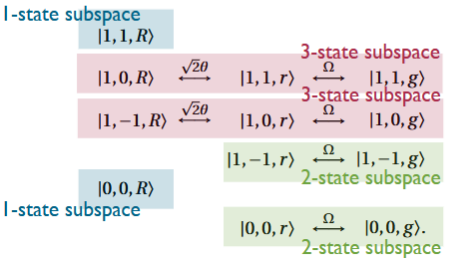 1-state subspace
|1, 1, R⟩
3-state subspace
|1, 0, R⟩ ⟷^{√2θ} |1, 1, r⟩ ⟷^{Ω} |1, 1, g⟩
3-state subspace
|1, −1, R⟩ ⟷^{√2θ} |1, 0, r⟩ ⟷^{Ω} |1, 0, g⟩
|1, −1, r⟩ ⟷^{Ω} |1, −1, g⟩
2-state subspace
|0, 0, R⟩
1-state subspace
|0, 0, r⟩ ⟷^{Ω} |0, 0, g⟩.
2-state subspace